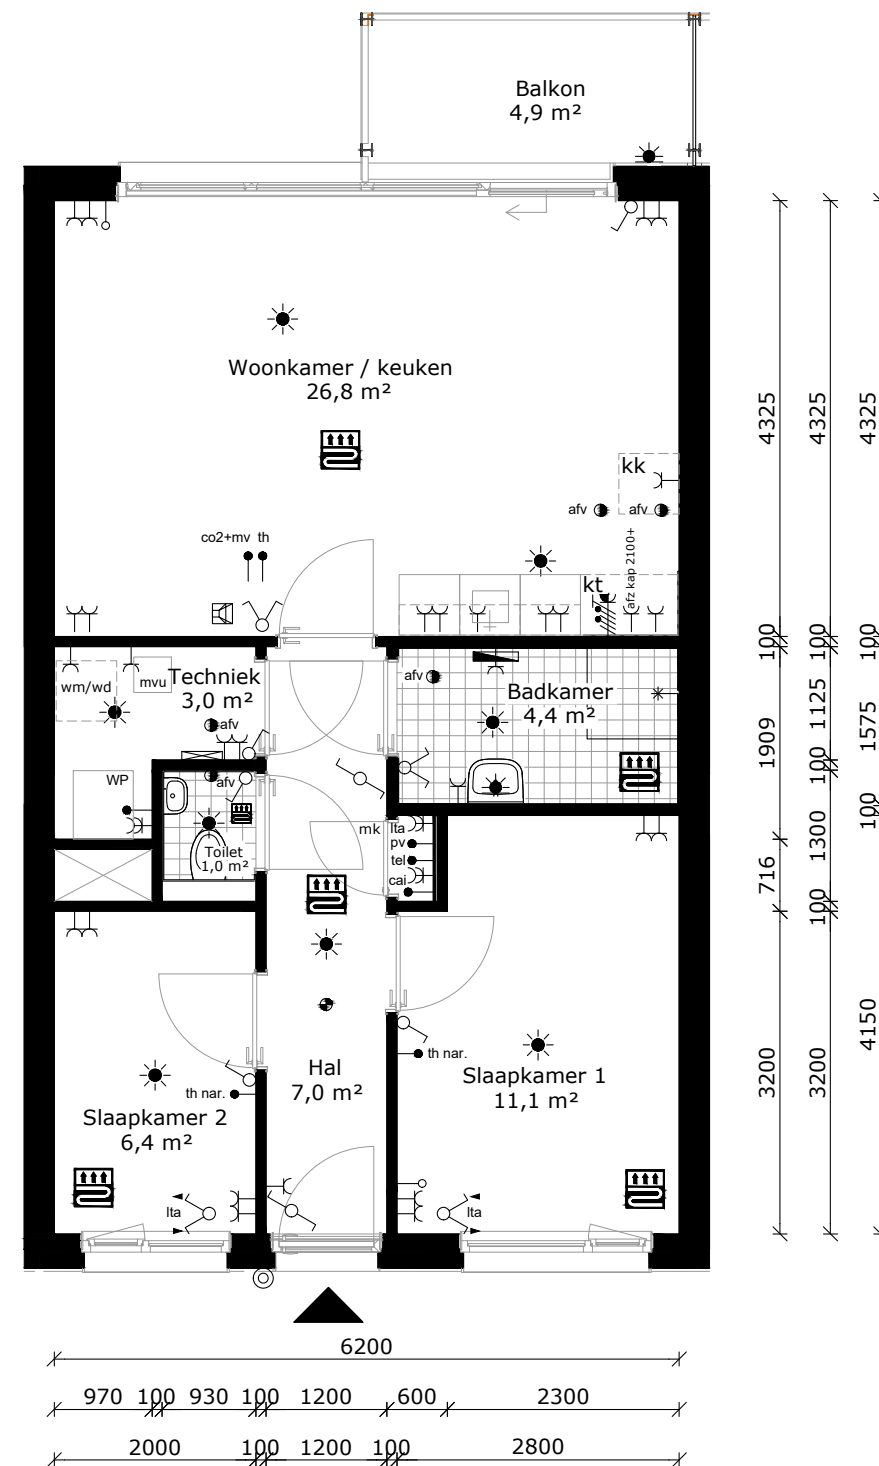 Balkon
4,9 m²
Woonkamer / keuken
26,8 m²
kk
afv
afv
afz kap 2100+
co2+mv th
kt
Techniek
3,0 m²
wm/wd
mvu
afv
WP
afv
Badkamer
4,4 m²
afv
Toilet
1,0 m²
mk
lta
pv
tel
cai
th nar.
Hal
7,0 m²
Slaapkamer 1
11,1 m²
th nar.
Slaapkamer 2
6,4 m²
lta
lta
4325
100
1909
716
3200
4325
100
1125
100
1300
100
3200
4325
100
1575
100
4150
6200
970 100 930 100 1200 600 2300
2000 100 1200 100 2800